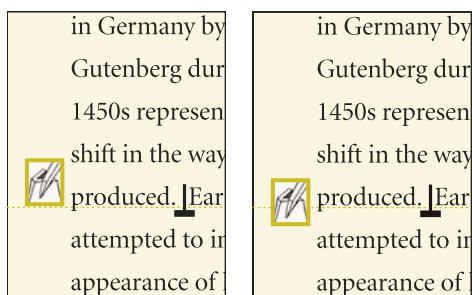 in Germany by
Gutenberg dur
1450s represen
shift in the way
produced. Ear
attempted to in
appearance of
in Germany by
Gutenberg dur
1450s represen
shift in the way
produced. Ear
attempted to in
appearance of